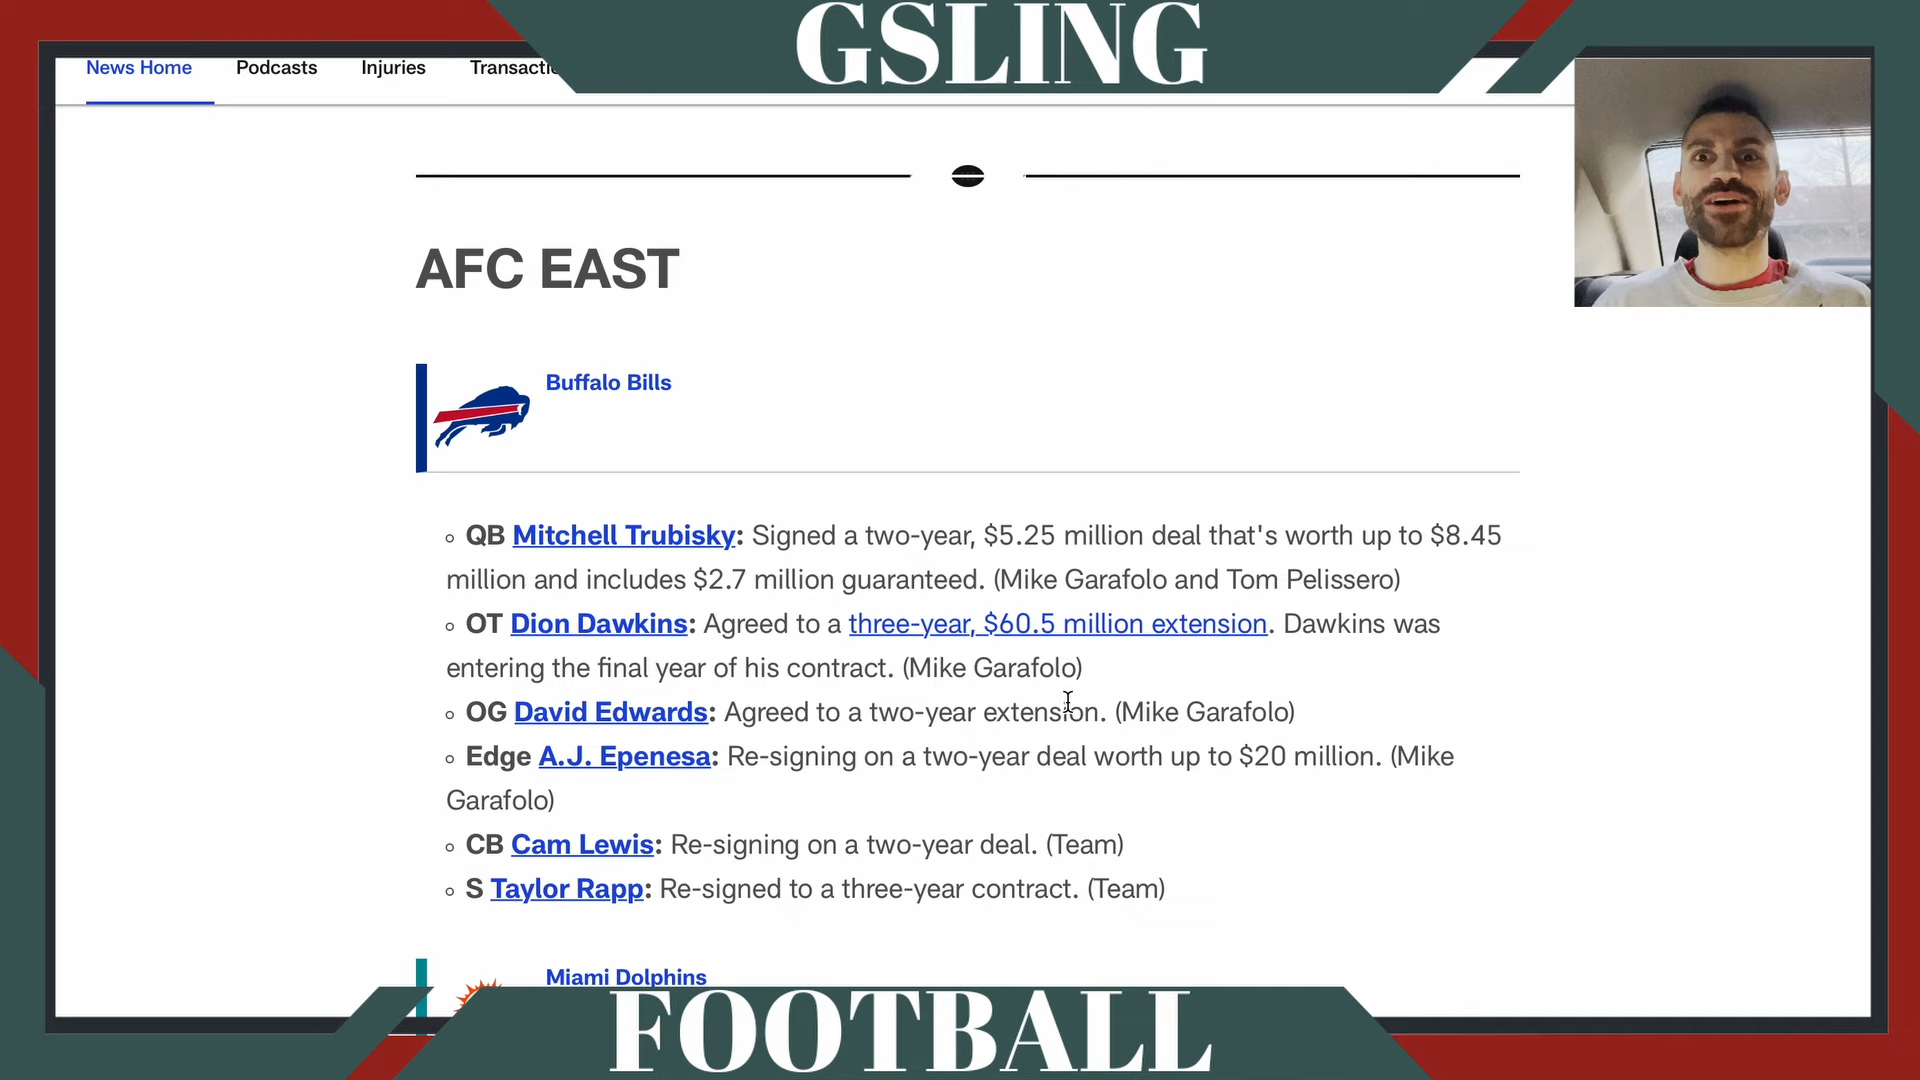 GSLING
News Home Podcasts Injuries Transactio
AFC EAST
Buffalo Bills
QB Mitchell Trubisky: Signed a two-year, $5.25 million deal that's worth up to $8.45
million and includes $2.7 million guaranteed. (Mike Garafolo and Tom Pelissero)
OT Dion Dawkins: Agreed to a three-year, $60.5 million extension. Dawkins was
entering the final year of his contract. (Mike Garafolo)
OG David Edwards: Agreed to a two-year extension. (Mike Garafolo)
Edge A.J. Epenesa: Re-signing on a two-year deal worth up to $20 million. (Mike
Garafolo)
CB Cam Lewis: Re-signing on a two-year deal. (Team)
S Taylor Rapp: Re-signed to a three-year contract. (Team)
Miami Dolphins
FOOTBALL